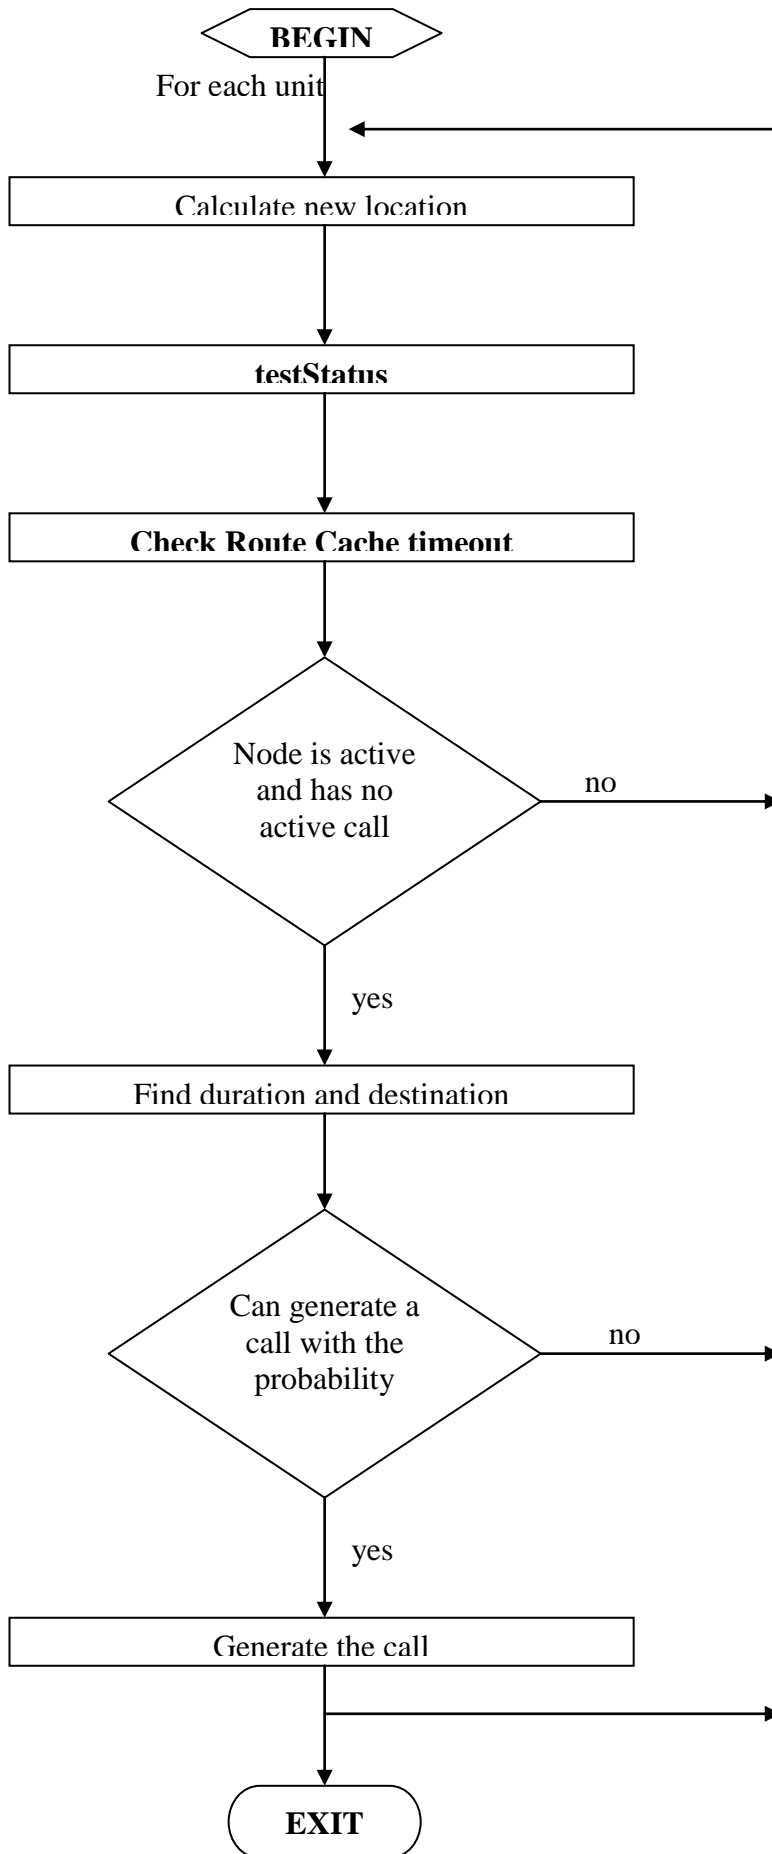 BEGIN
For each unit
Calculate new location
testStatus
Check Route Cache timeout
Node is active
and has no
active call
no
yes
Find duration and destination
Can generate a
call with the
probability
no
yes
Generate the call
EXIT